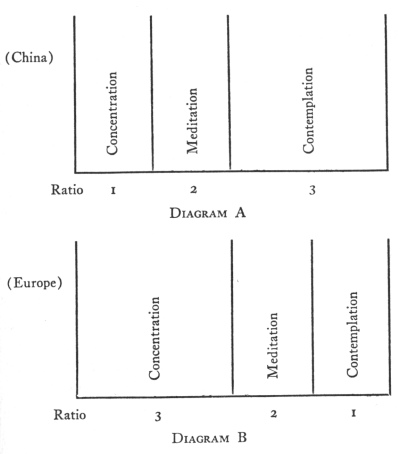 (China)
Concentration
Meditation
Contemplation
Ratio 1 2 3
DIAGRAM A
(Europe)
Concentration
Meditation
Contemplation
Ratio 3 2 1
DIAGRAM B